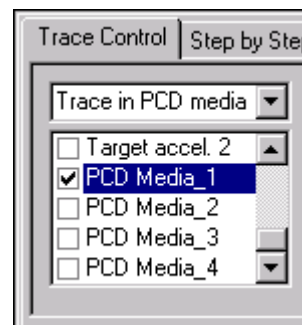 Trace Control Step by Ste
Trace in PCD media
Target accel. 2
PCD Media_1
PCD Media_2
PCD Media_3
PCD Media_4